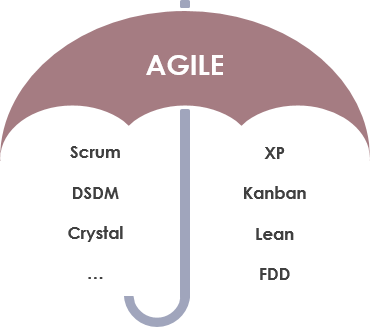 AGILE
Scrum
XP
DSDM
Kanban
Crystal
Lean
...
FDD